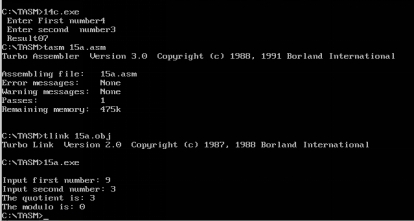 C:\TASM>14c.exe
Enter First number4
Enter second number3
Result07
C:\TASM>tasm 15a.asm
Turbo Assembler Version 3.0 Copyright (c) 1988, 1991 Borland International
Assembling file: 15a.asm
Error messages: None
Warning messages: None
Passes: 1
Remaining memory: 475k
C:\TASM>tlink 15a.obj
Turbo Link Version 2.0 Copyright (c) 1987, 1988 Borland International
C:\TASM>15a.exe
Input first number: 9
Input second number: 3
The quotient is: 3
The modulo is: 0
C:\TASM>_